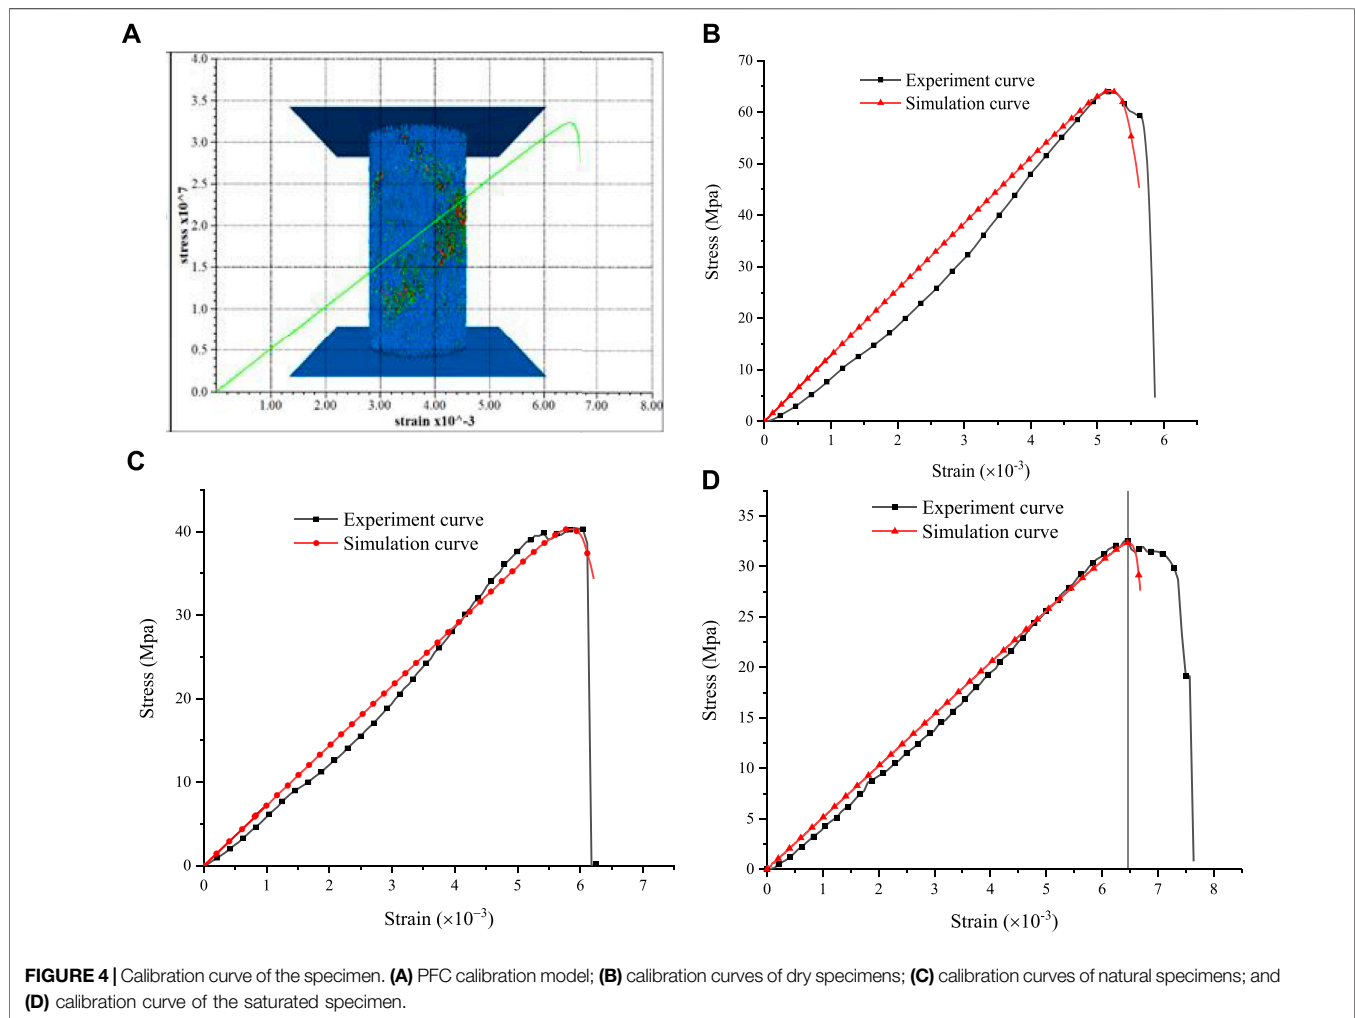 A
4.0
3.5
3.0
2.5
2.0
1.5
1.0
0.5
0.0
stress x10^7
1.00 2.00 3.00 4.00 5.00 6.00 7.00 8.00
strain x10^-3
B
70
60
50
40
30
20
10
0
Stress (Mpa)
Experiment curve
Simulation curve
0 1 2 3 4 5 6
Strain (×10-3)
C
40
30
20
10
0
Stress (Mpa)
Experiment curve
Simulation curve
0 1 2 3 4 5 6 7
Strain (×10−3)
D
35
30
25
20
15
10
5
0
Stress (Mpa)
Experiment curve
Simulation curve
0 1 2 3 4 5 6 7 8
Strain (×10-3)
FIGURE 4 | Calibration curve of the specimen. (A) PFC calibration model; (B) calibration curves of dry specimens; (C) calibration curves of natural specimens; and
(D) calibration curve of the saturated specimen.